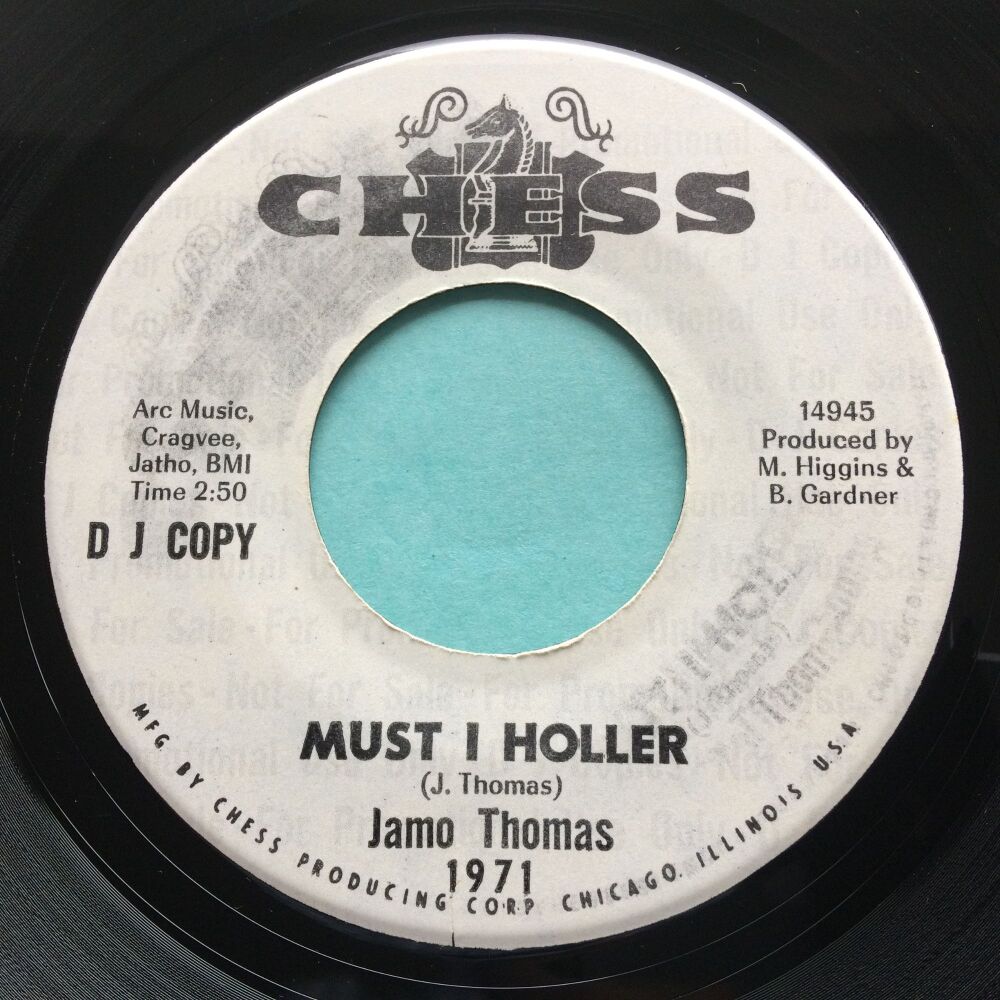 CHESS
Arc Music,
Cragvee,
Jatho, BMI
Time 2:50
D J COPY
14945
Produced by
M. Higgins &
B. Gardner
MUST I HOLLER
(J. Thomas)
Jamo Thomas
1971
MFG BY CHESS PRODUCING CORP CHICAGO, ILLINOIS U.S.A